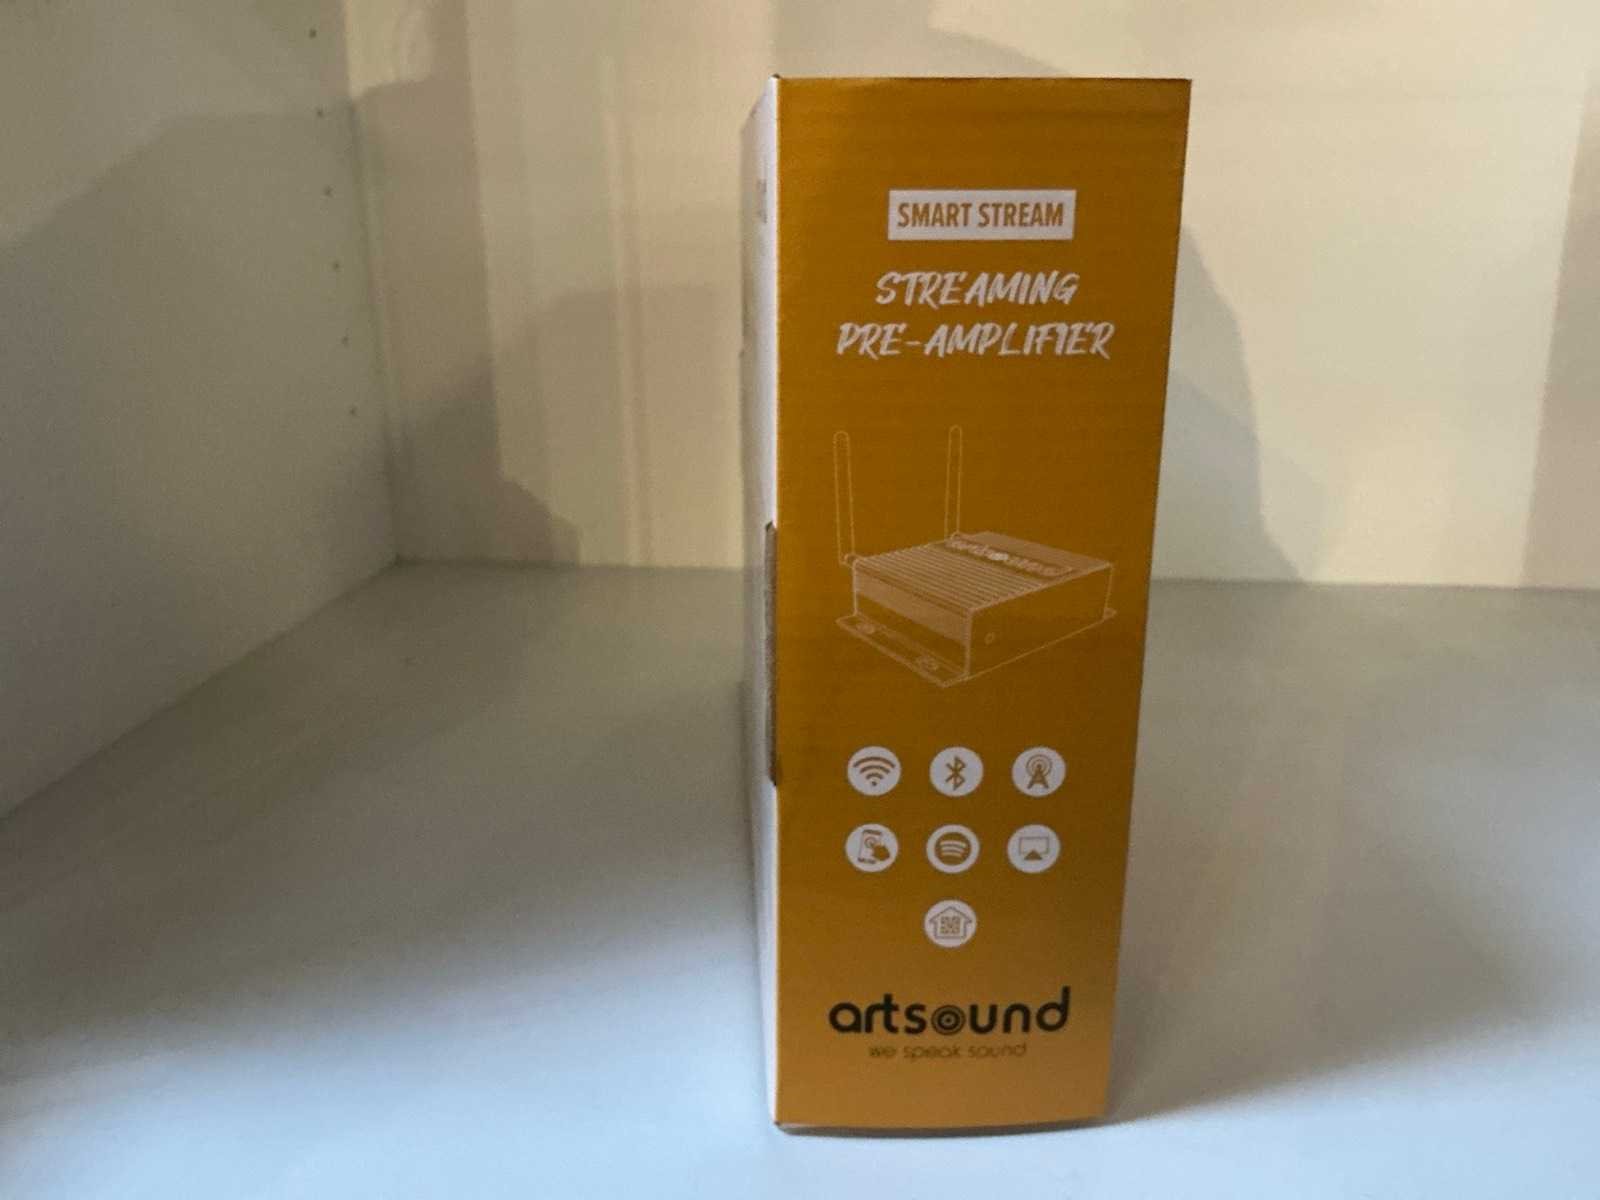 SMART STREAM
STREAMING
PRE-AMPLIFIER
artsound
we speak sound